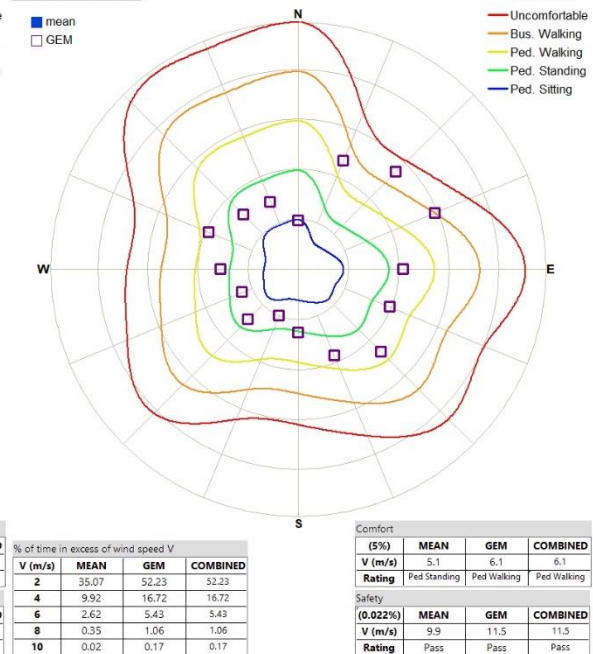 mean
GEM
N
Uncomfortable
Bus. Walking
Ped. Walking
Ped. Standing
Ped. Sitting
W
E
S
% of time in excess of wind speed V
V (m/s) MEAN GEM COMBINED
2 35.07 52.23 52.23
4 9.92 16.72 16.72
6 2.62 5.43 5.43
8 0.35 1.06 1.06
10 0.02 0.17 0.17
Comfort
(5%) MEAN GEM COMBINED
V (m/s) 5.1 6.1 6.1
Rating Ped Standing Ped Walking Ped Walking
Safety
(0.022%) MEAN GEM COMBINED
V (m/s) 9.9 11.5 11.5
Rating Pass Pass Pass